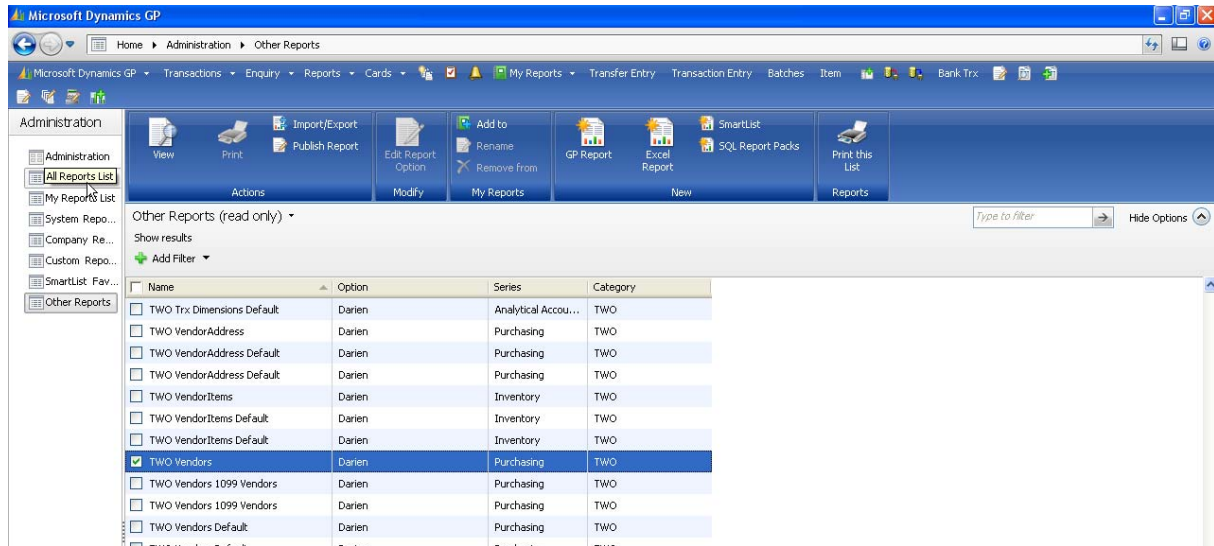 Microsoft Dynamics GP
Home Administration Other Reports
Microsoft Dynamics GP Transactions Enquiry Reports Cards My Reports Transfer Entry Transaction Entry Batches Item Bank Trx
Administration
Administration
All Reports List
My Reports List
System Repo...
Company Re...
Custom Repo...
SmartList Fav...
Other Reports
View
Print
Import/Export
Publish Report
Actions
Edit Report
Option
Modify
Add to
Rename
Remove from
My Reports
GP Report
Excel
Report
SmartList
SQL Report Packs
New
Print this
List
Reports
Other Reports (read only)
Type to filter
Hide Options
Show results
Add Filter
Name Option Series Category
TWO Trx Dimensions Default Darien Analytical Accou... TWO
TWO VendorAddress Darien Purchasing TWO
TWO VendorAddress Default Darien Purchasing TWO
TWO VendorAddress Default Darien Purchasing TWO
TWO VendorItems Darien Inventory TWO
TWO VendorItems Default Darien Inventory TWO
TWO VendorItems Default Darien Inventory TWO
TWO Vendors Darien Purchasing TWO
TWO Vendors 1099 Vendors Darien Purchasing TWO
TWO Vendors 1099 Vendors Darien Purchasing TWO
TWO Vendors Default Darien Purchasing TWO